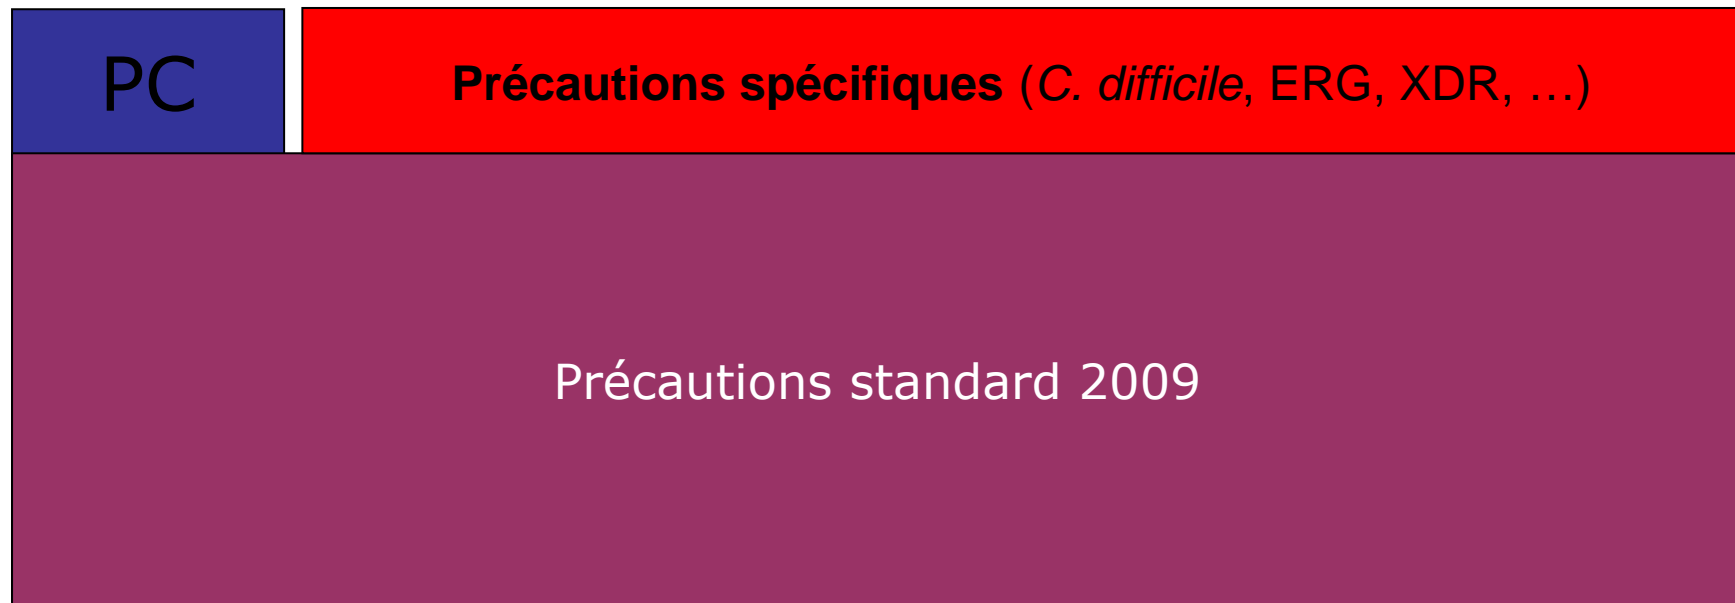 PC
Précautions spécifiques (C. difficile, ERG, XDR, …)
Précautions standard 2009